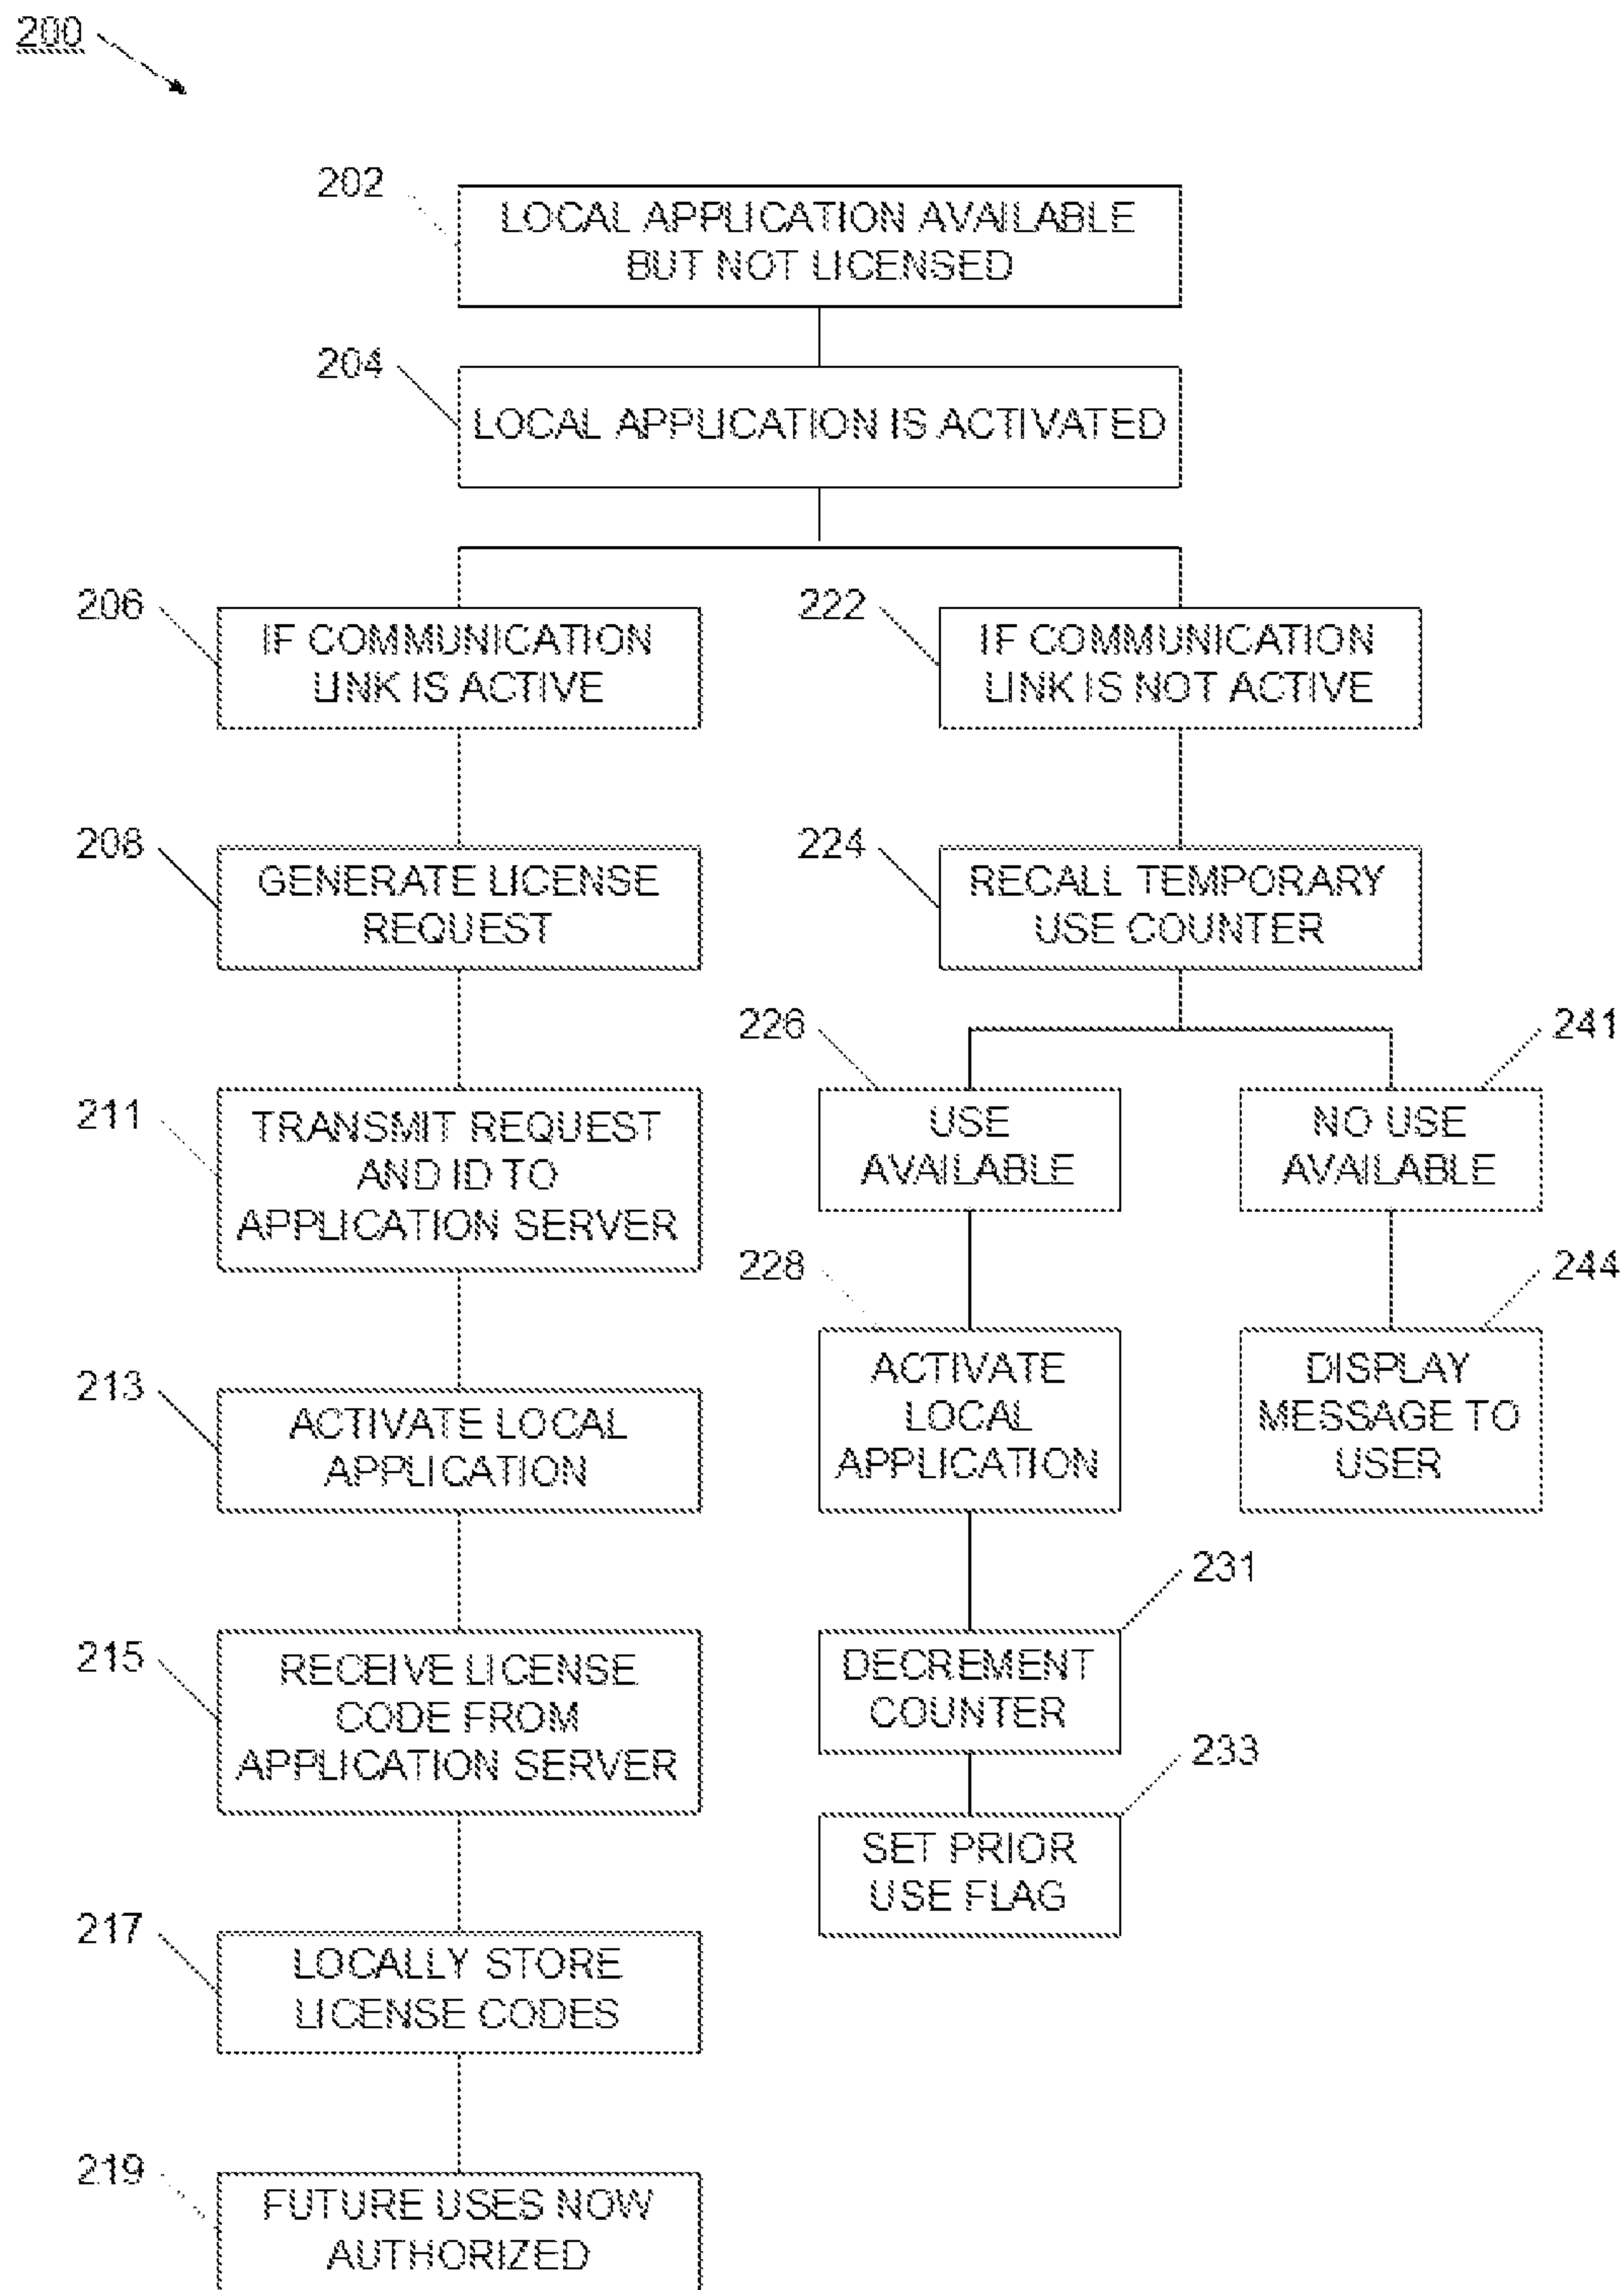 200
202
LOCAL APPLICATION AVAILABLE
BUT NOT LICENSED
204
LOCAL APPLICATION IS ACTIVATED
206
IF COMMUNICATION
LINK IS ACTIVE
222
IF COMMUNICATION
LINK IS NOT ACTIVE
208
GENERATE LICENSE
REQUEST
224
RECALL TEMPORARY
USE COUNTER
211
TRANSMIT REQUEST
AND ID TO
APPLICATION SERVER
226
USE
AVAILABLE
241
NO USE
AVAILABLE
213
ACTIVATE LOCAL
APPLICATION
228
ACTIVATE
LOCAL
APPLICATION
244
DISPLAY
MESSAGE TO
USER
215
RECEIVE LICENSE
CODE FROM
APPLICATION SERVER
231
DECREMENT
COUNTER
233
SET PRIOR
USE FLAG
217
LOCALLY STORE
LICENSE CODES
219
FUTURE USES NOW
AUTHORIZED